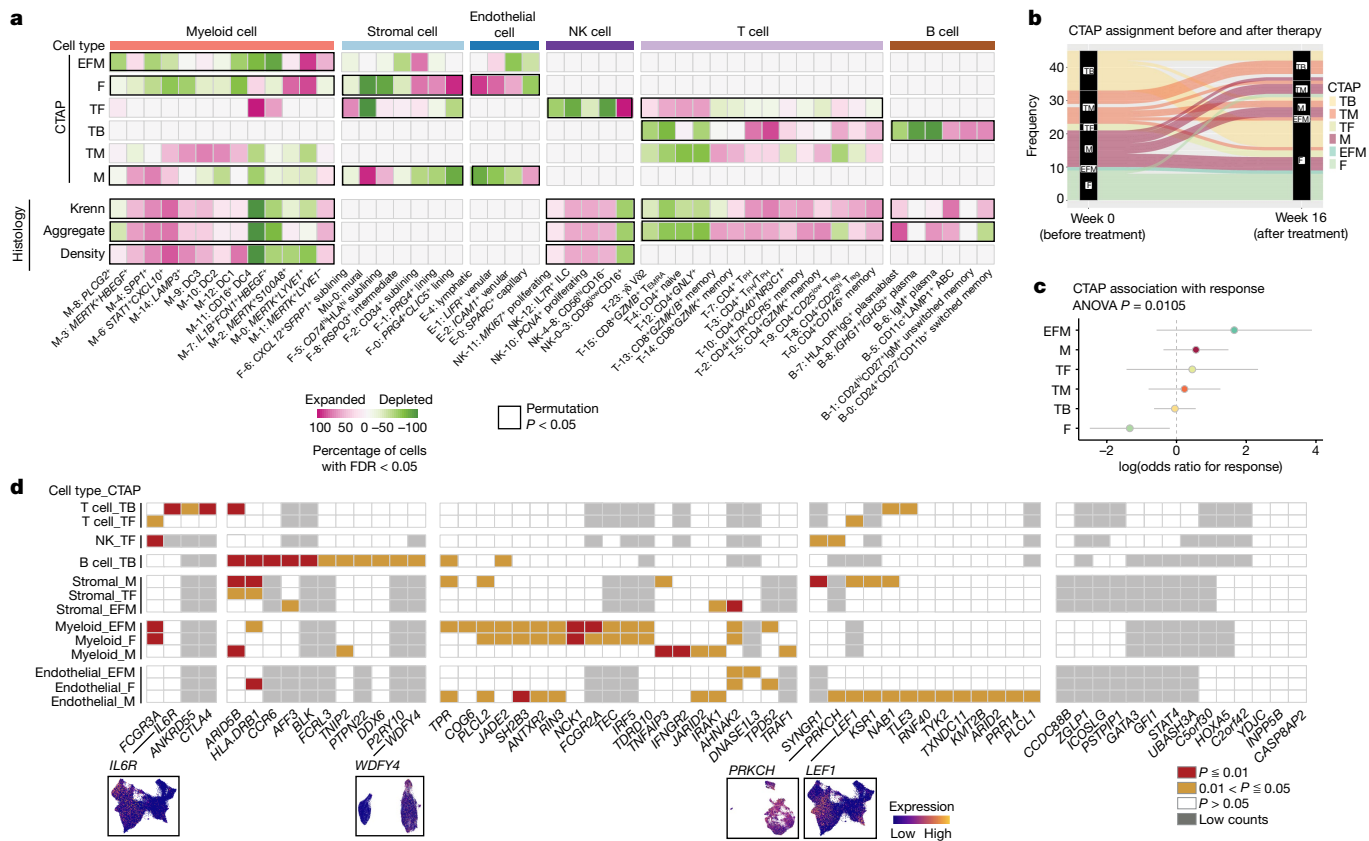 a
Myeloid cell
Stromal cell
Endothelial
cell
NK cell
T cell
B cell
Cell type
CTAP
EFM
F
TF
TB
TM
M
Histology
Krenn
Aggregate
Density
M-8: PLCG2+
M-3: MERTK+HBEGF+
M-4: SPP1+
M-6: STAT1+CXCL10+
M-14: LAMP3+
M-9: DC3
M-10: DC2
M-12: DC1
M-11: CD16+ DC4
M-7: IL1B+FCN1+HBEGF+
M-2: MERTK+S100A8+
M-0: MERTK+LYVE1+
M-1: MERTK+LYVE1−
F-6: CXCL12+SFRP1+ sublining
Mu-0: mural
F-5: CD74hiHLAhi sublining
F-8: RSPO3+ intermediate
F-2: CD34+ sublining
F-1: PRG4+ lining
F-0: PRG4+CLIC5+ lining
E-4: lymphatic
E-1: LIFR+ venular
E-2: ICAM1+ venular
E-0: SPARC+ capillary
NK-11: MKI67+ proliferating
NK-10: PCNA+ proliferating
NK-12: IL7R+ ILC
NK-4–8: CD56hiCD16−
NK-0–3: CD56lowCD16+
T-23: γδ Vδ2
T-15: CD8+GZMB+ TEMRA
T-4: CD4+ naive
T-12: CD4+GNLY+
T-13: CD8+GZMK/B+ memory
T-14: CD8+GZMK+ memory
T-7: CD4+ TPH
T-3: CD4+ TFH/TPH
T-10: CD4+OX40+NR3C1+
T-2: CD4+IL7R+CCR5+ memory
T-5: CD4+GZMK+ memory
T-9: CD4+CD25low Treg
T-8: CD4+CD25hi Treg
T-0: CD4+CD146+ memory
B-7: HLA-DR+IgG+ plasmablast
B-8: IGHG1+IGHG3+ plasma
B-6: IgM+ plasma
B-5: CD11c+LAMP1+ ABC
B-1: CD24hiCD27+IgM+ unswitched memory
B-0: CD24+CD27+CD11b+ switched memory
Expanded Depleted
100 50 0 −50 −100
Percentage of cells
with FDR < 0.05
Permutation
P < 0.05
b
CTAP assignment before and after therapy
Frequency
40
30
20
10
0
TB
TM
TF
M
EFM
F
TB
TM
M
EFM
F
Week 0
(before treatment)
Week 16
(after treatment)
CTAP
TB
TM
TF
M
EFM
F
c
CTAP association with response
ANOVA P = 0.0105
EFM
M
TF
TM
TB
F
−2 0 2 4
log(odds ratio for response)
d
Cell type_CTAP
T cell_TB
T cell_TF
NK_TF
B cell_TB
Stromal_M
Stromal_TF
Stromal_EFM
Myeloid_EFM
Myeloid_F
Myeloid_M
Endothelial_EFM
Endothelial_F
Endothelial_M
FCGR3A
IL6R
ANKRD55
CTLA4
ARID5B
HLA.DRB1
CCR6
AFF3
BLK
FCRL3
TNIP2
PTPN22
DDX6
P2RY10
WDFY4
TPR
COG6
PLCL2
JADE2
SH2B3
ANTXR2
RIN3
NCK1
FCGR2A
TEC
IRF5
TDRD10
TNFAIP3
IFNGR2
JARID2
IRAK1
AHNAK2
DNASE1L3
TPD52
TRAF1
SYNGR1
PRKCH
LEF1
KSR1
NAB1
TLE3
RNF40
TYK2
TXNDC11
KMT2B
ARID2
PRR14
PLCL1
CCDC88B
ZGLP1
ICOSLG
PSTPIP1
GATA3
GFI1
STAT4
UBASH3A
C5orf30
HOXA5
C2orf42
YDJC
INPP5B
CASP8AP2
IL6R
WDFY4
PRKCH
LEF1
Expression
Low High
P ≤ 0.01
0.01 < P ≤ 0.05
P > 0.05
Low counts